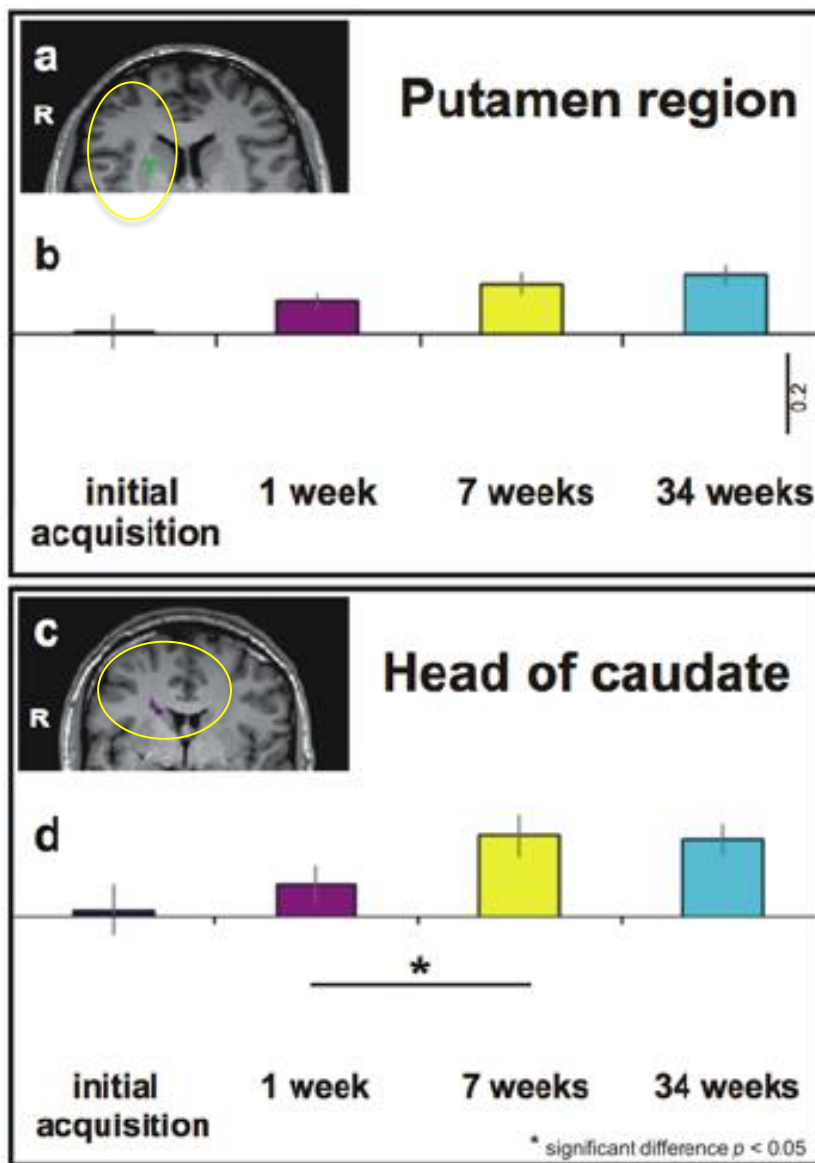 a
R
Putamen region
b
0.2
initial
acquisition
1 week
7 weeks
34 weeks
c
R
Head of caudate
d
*
initial
acquisition
1 week
7 weeks
34 weeks
* significant difference p < 0.05